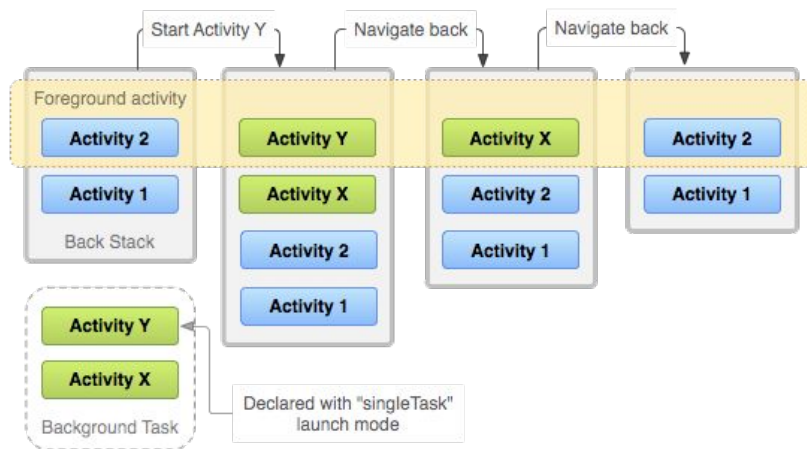 Start Activity Y
Navigate back
Navigate back
Foreground activity
Activity 2
Activity 1
Back Stack
Activity Y
Activity X
Activity 2
Activity 1
Activity X
Activity 2
Activity 1
Activity 2
Activity 1
Activity Y
Activity X
Background Task
Declared with "singleTask"
launch mode